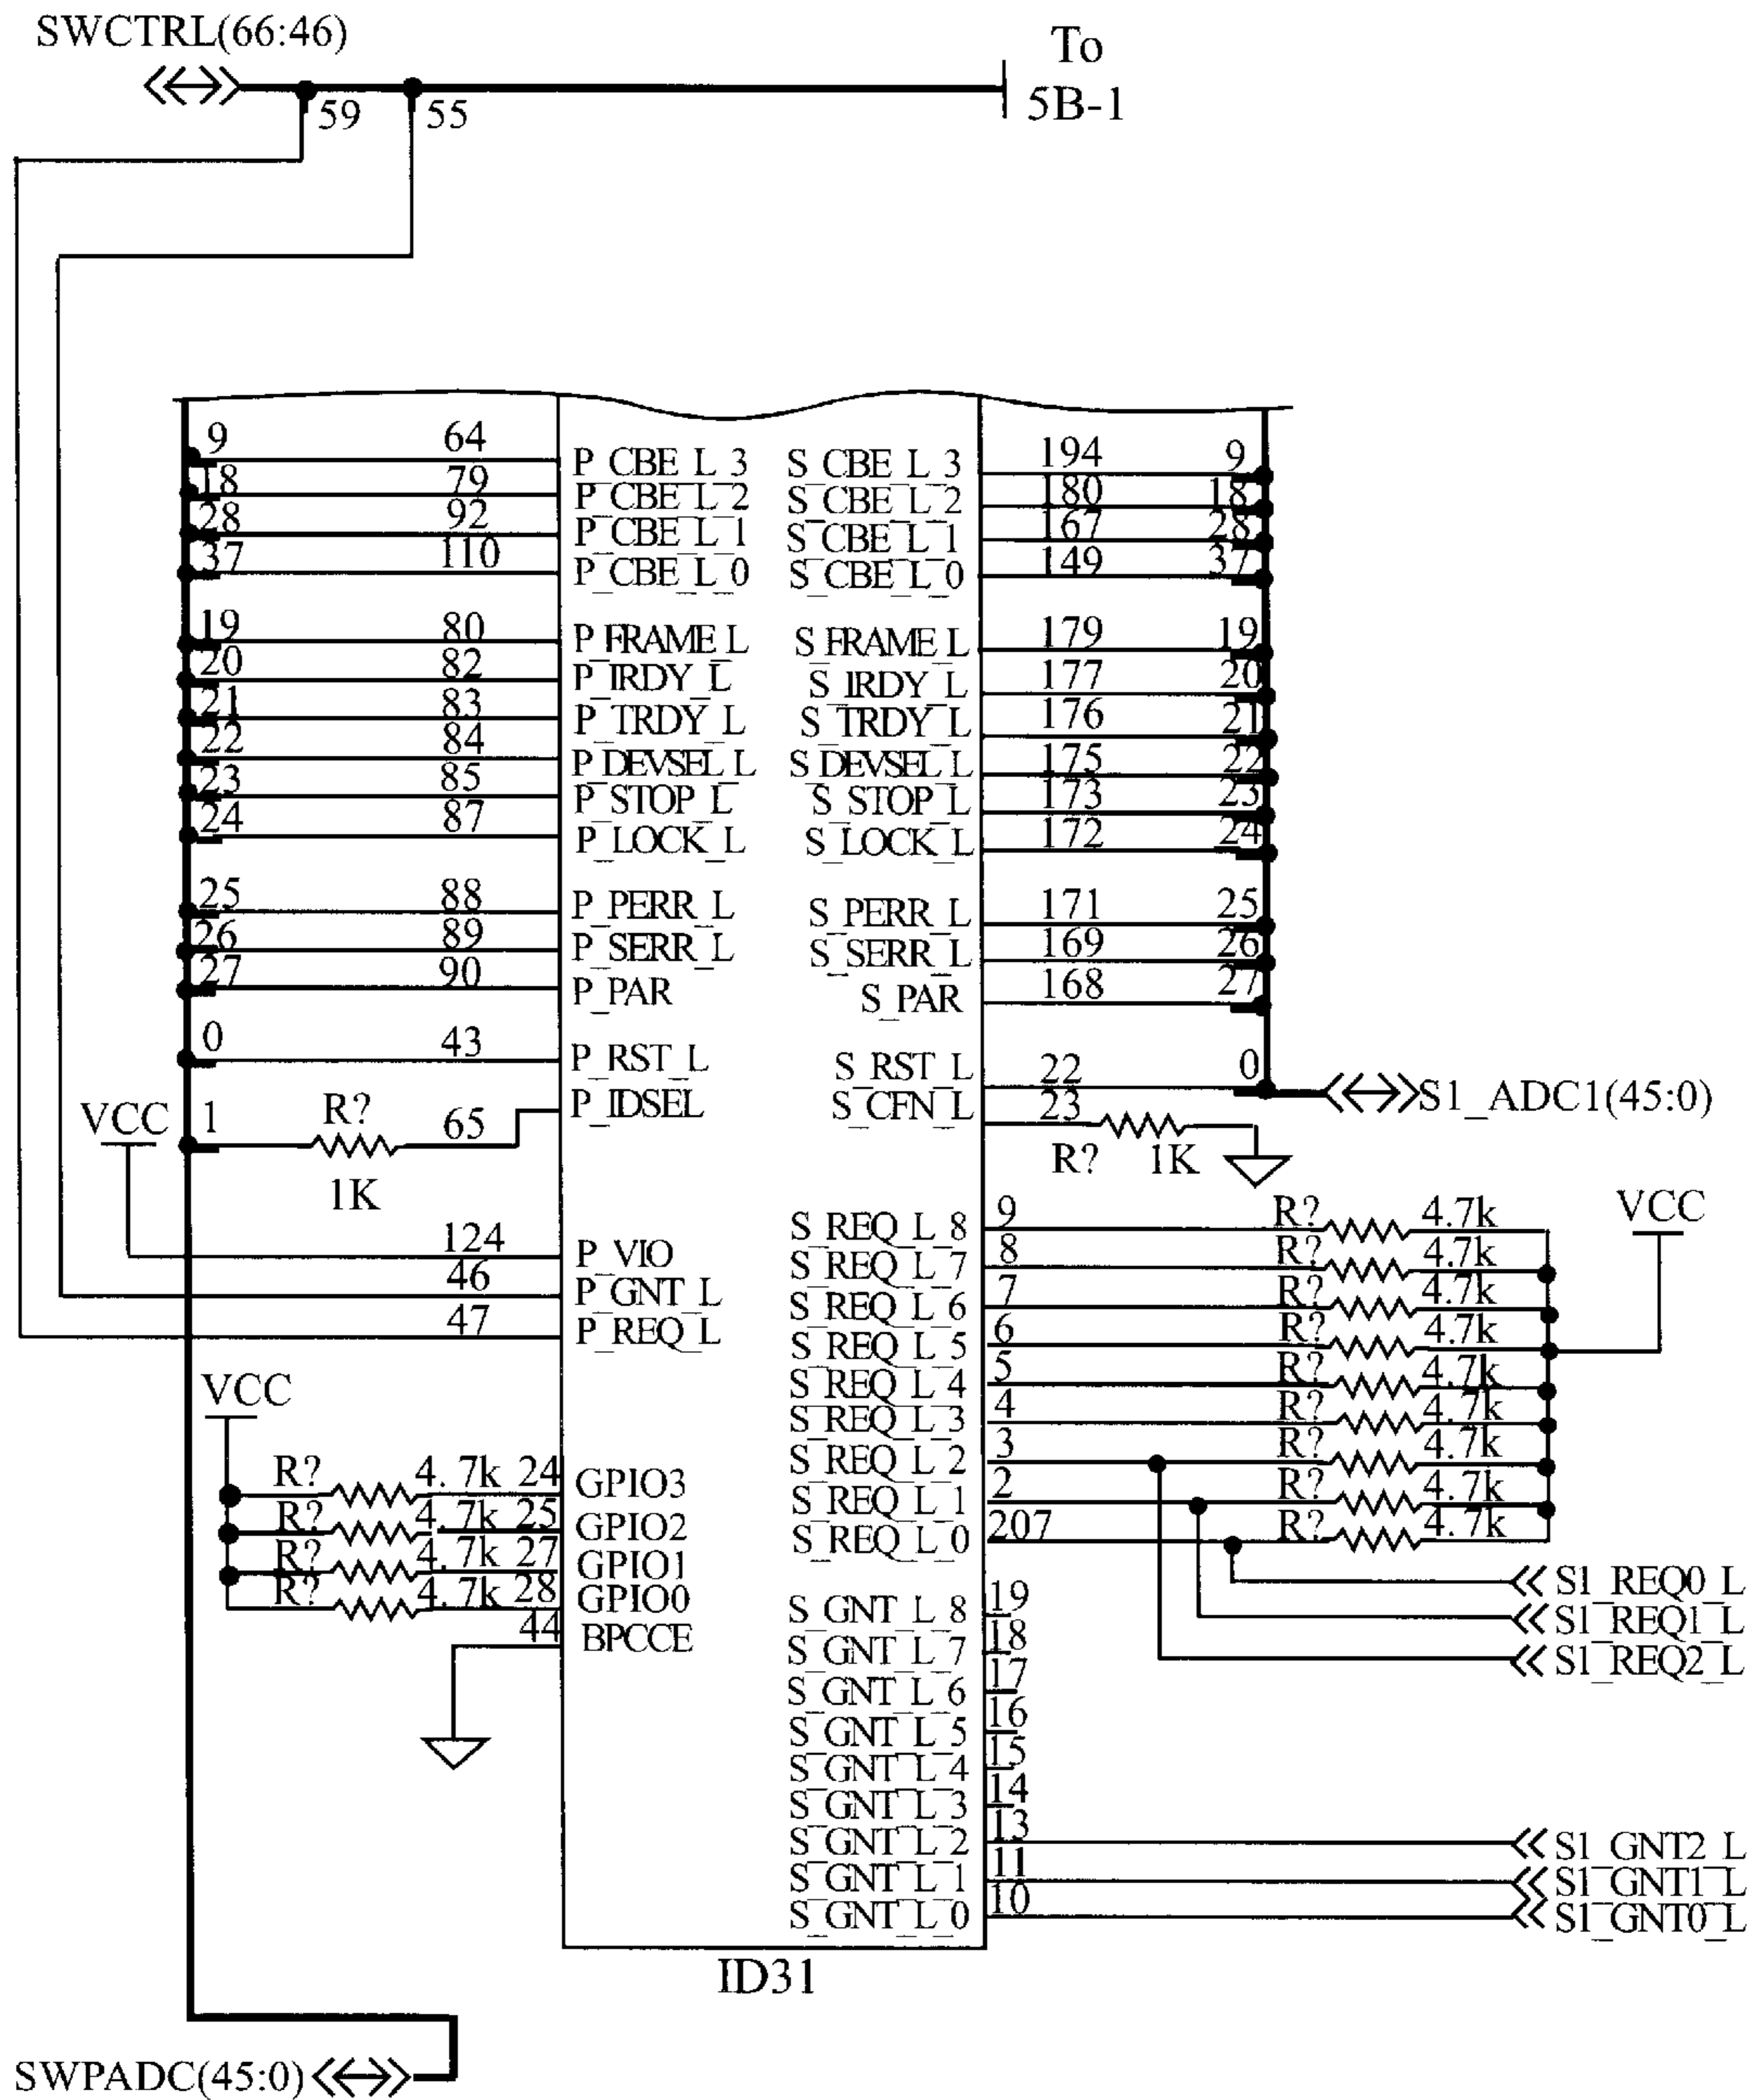 SWCTRL(66:46)
To
5B-1
59
55
9 64 P_CBE_L_3 S_CBE_L_3 194 9
18 79 P_CBE_L_2 S_CBE_L_2 180 18
28 92 P_CBE_L_1 S_CBE_L_1 167 28
37 110 P_CBE_L_0 S_CBE_L_0 149 37
19 80 P_FRAME_L S_FRAME_L 179 19
20 82 P_IRDY_L S_IRDY_L 177 20
21 83 P_TRDY_L S_TRDY_L 176 21
22 84 P_DEVSEL_L S_DEVSEL_L 175 22
23 85 P_STOP_L S_STOP_L 173 23
24 87 P_LOCK_L S_LOCK_L 172 24
25 88 P_PERR_L S_PERR_L 171 25
26 89 P_SERR_L S_SERR_L 169 26
27 90 P_PAR S_PAR 168 27
0 43 P_RST_L S_RST_L 22 0
S1_ADC1(45:0)
VCC 1 R? 65 P_IDSEL S_CFN_L 23
1K
R? 1K
124 P_VIO
46 P_GNT_L
47 P_REQ_L
VCC
S_REQ_L_8 9 R? 4.7k
S_REQ_L_7 8 R? 4.7k
S_REQ_L_6 7 R? 4.7k
S_REQ_L_5 6 R? 4.7k
S_REQ_L_4 5 R? 4.7k
S_REQ_L_3 4 R? 4.7k
S_REQ_L_2 3 R? 4.7k
S_REQ_L_1 2 R? 4.7k
S_REQ_L_0 207 R? 4.7k
VCC
R? 4.7k 24 GPIO3
R? 4.7k 25 GPIO2
R? 4.7k 27 GPIO1
R? 4.7k 28 GPIO0
44 BPCCE
S1_REQ0_L
S1_REQ1_L
S1_REQ2_L
S_GNT_L_8 19
S_GNT_L_7 18
S_GNT_L_6 17
S_GNT_L_5 16
S_GNT_L_4 15
S_GNT_L_3 14
S_GNT_L_2 13 S1_GNT2_L
S_GNT_L_1 11 S1_GNT1_L
S_GNT_L_0 10 S1_GNT0_L
ID31
SWPADC(45:0)